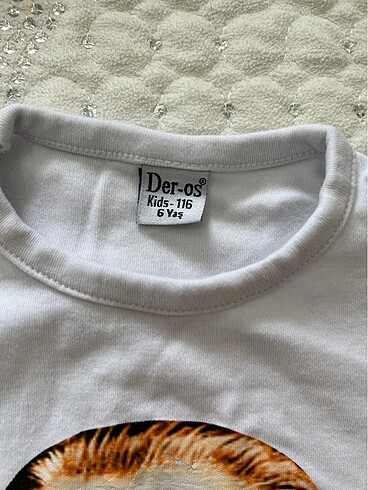 Der-os®
Kids-116
6 Yaş